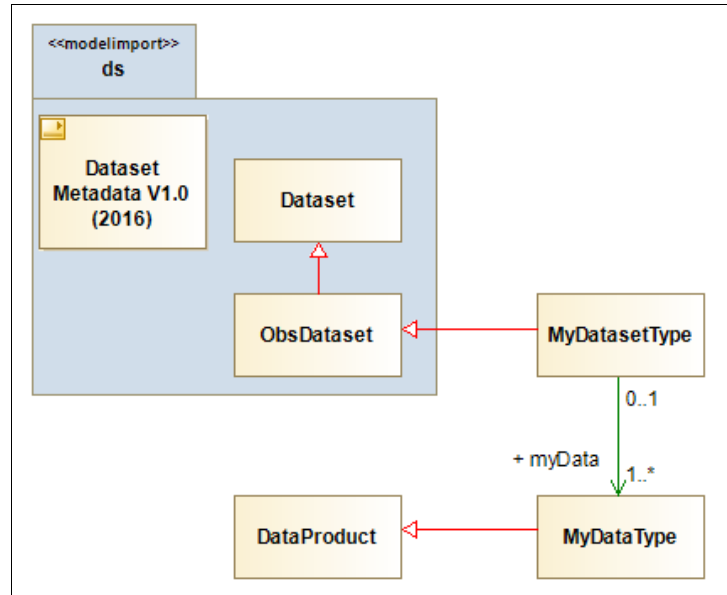 <<modelimport>>
ds
Dataset
Metadata V1.0
(2016)
Dataset
ObsDataset
MyDatasetType
0..1
+ myData
1..*
DataProduct
MyDataType